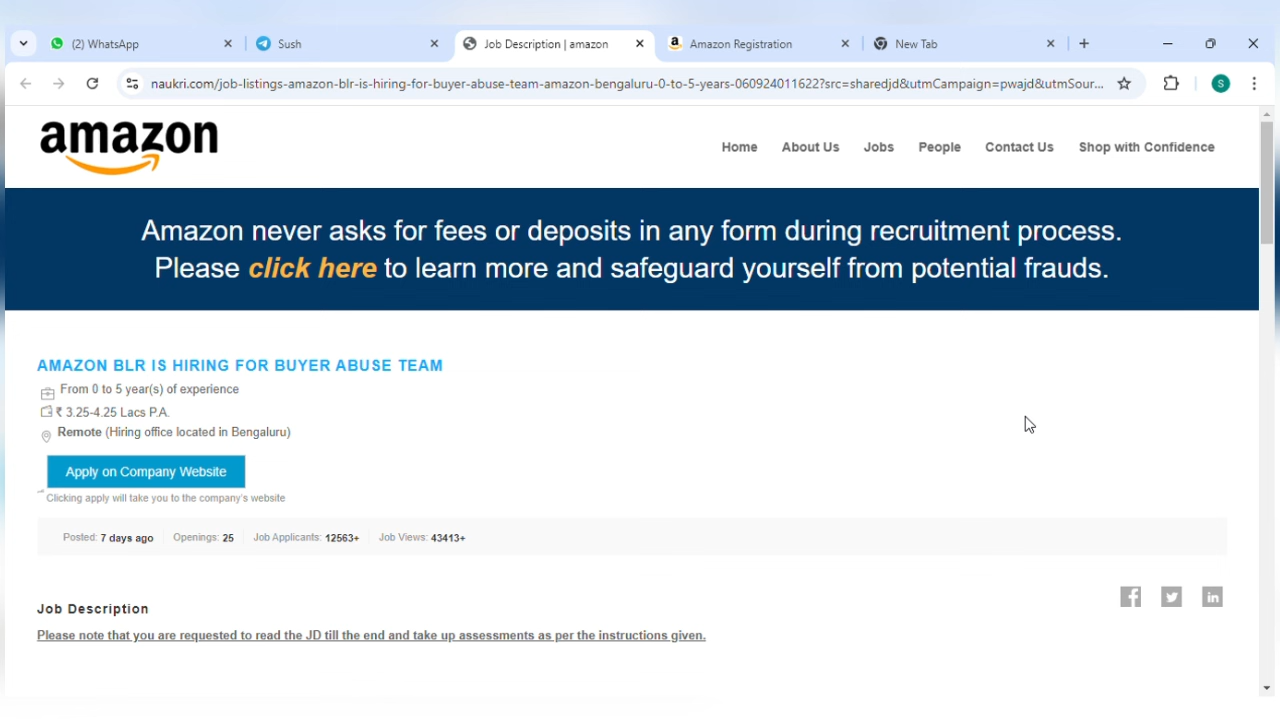 (2) WhatsApp
Sush
Job Description | amazon
Amazon Registration
New Tab
naukri.com/job-listings-amazon-blr-is-hiring-for-buyer-abuse-team-amazon-bengaluru-0-to-5-years-060924011622?src=sharedjd&utmCampaign=pwajd&utmSour...
S
amazon
Home About Us Jobs People Contact Us Shop with Confidence
Amazon never asks for fees or deposits in any form during recruitment process.
Please click here to learn more and safeguard yourself from potential frauds.
AMAZON BLR IS HIRING FOR BUYER ABUSE TEAM
From 0 to 5 year(s) of experience
₹ 3.25-4.25 Lacs P.A.
Remote (Hiring office located in Bengaluru)
Apply on Company Website
Clicking apply will take you to the company's website
Posted: 7 days ago Openings: 25 Job Applicants: 12563+ Job Views: 43413+
Job Description
Please note that you are requested to read the JD till the end and take up assessments as per the instructions given.